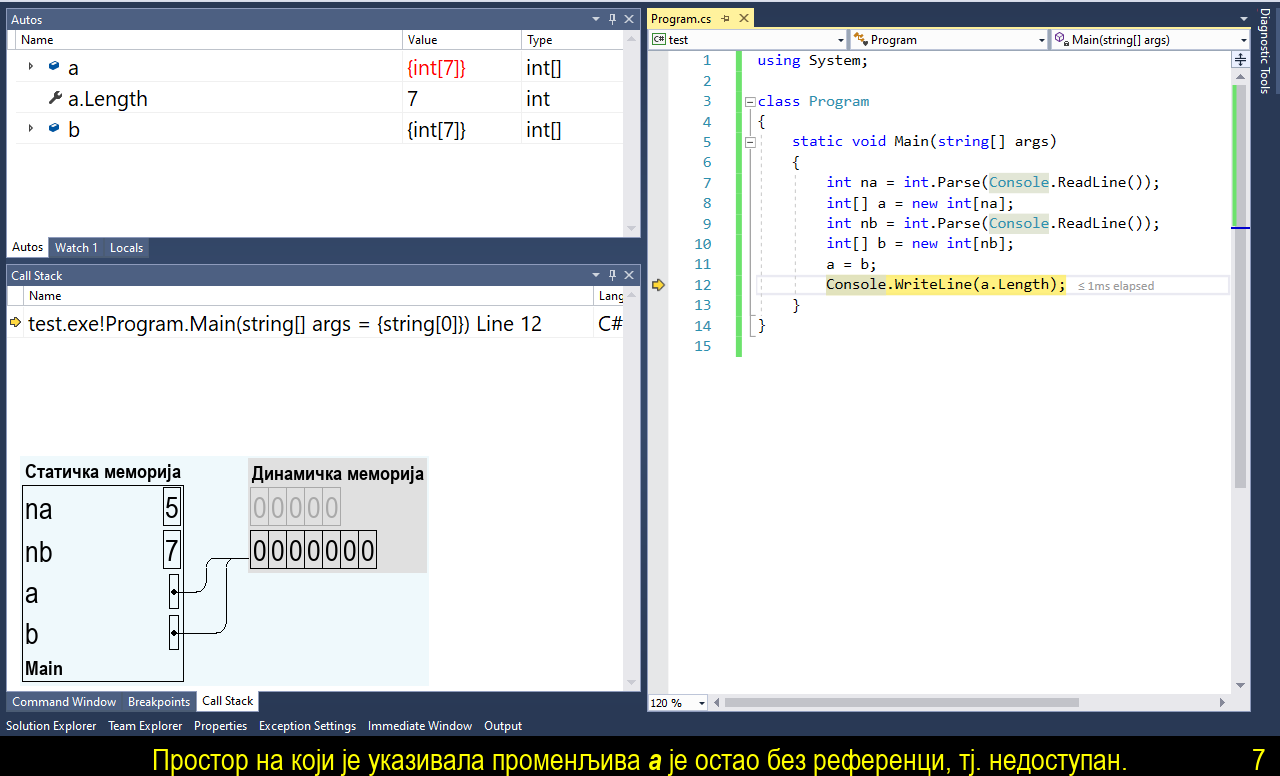 Autos
Name Value Type
a {int[7]} int[]
a.Length 7 int
b {int[7]} int[]
Autos Watch 1 Locals
Call Stack
Name Lang
test.exe!Program.Main(string[] args = {string[0]}) Line 12 C#
Статичка меморија
na 5
nb 7
a
b
Main
Динамичка меморија
0 0 0 0 0
0 0 0 0 0 0 0
Command Window Breakpoints Call Stack
Solution Explorer Team Explorer Properties Exception Settings Immediate Window Output
Program.cs
C# test Program Main(string[] args)
1 using System;
2
3 class Program
4 {
5 static void Main(string[] args)
6 {
7 int na = int.Parse(Console.ReadLine());
8 int[] a = new int[na];
9 int nb = int.Parse(Console.ReadLine());
10 int[] b = new int[nb];
11 a = b;
12 Console.WriteLine(a.Length); ≤ 1ms elapsed
13 }
14 }
15
120 %
Diagnostic Tools
Простор на који је указивала променљива a је остао без референци, тј. недоступан. 7